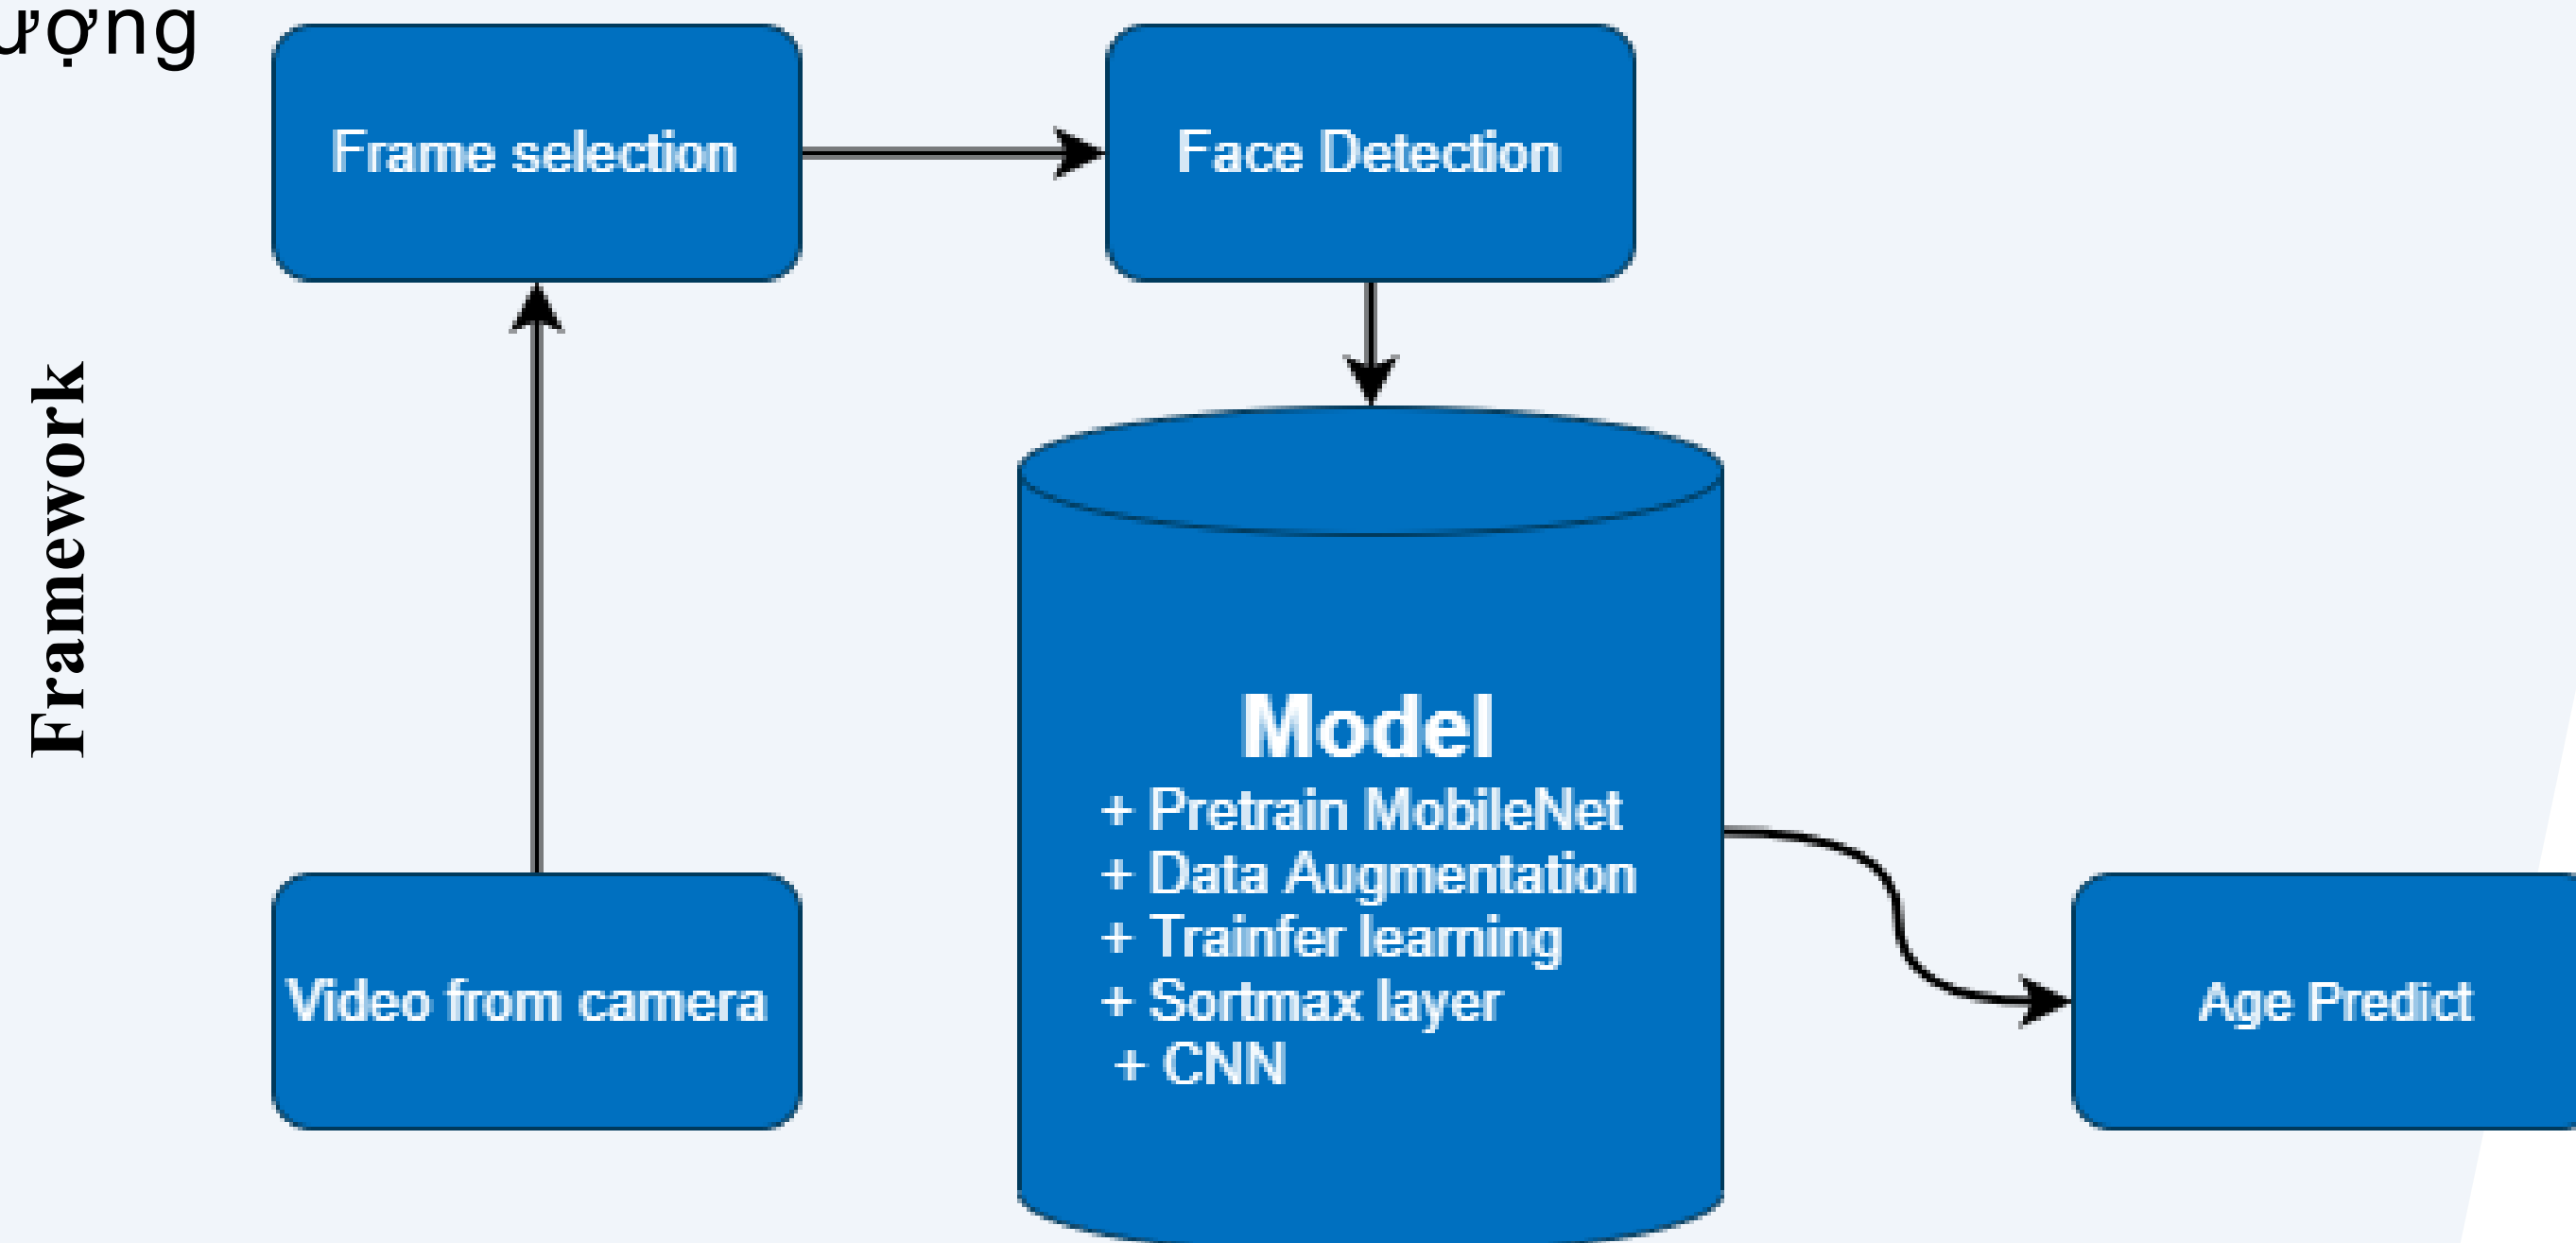 ượng
Frame selection
Face Detection
Framework
Model
+ Pretrain MobileNet
+ Data Augmentation
+ Trainfer learning
+ Sortmax layer
+ CNN
Video from camera
Age Predict